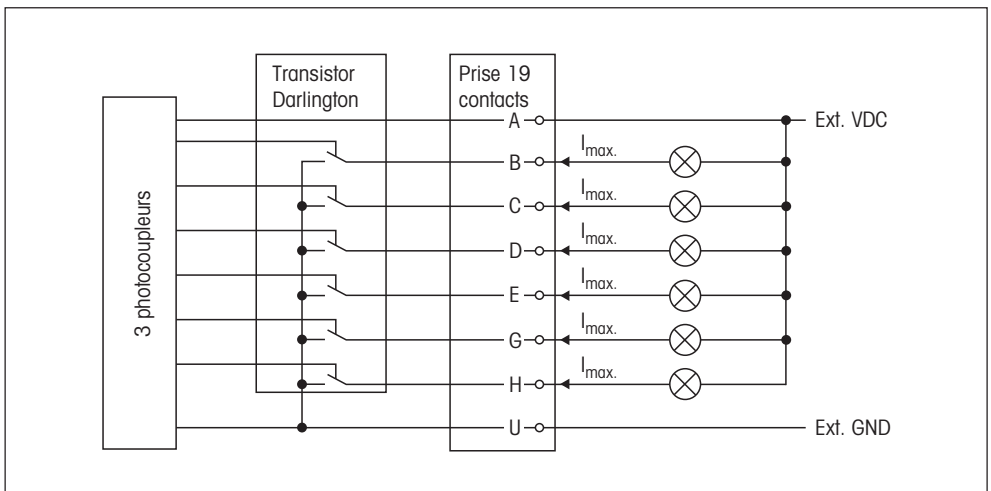 Transistor
Darlington
Prise 19
contacts
3 photocoupleurs
A
Ext. VDC
B
Imax.
C
Imax.
D
Imax.
E
Imax.
G
Imax.
H
Imax.
U
Ext. GND